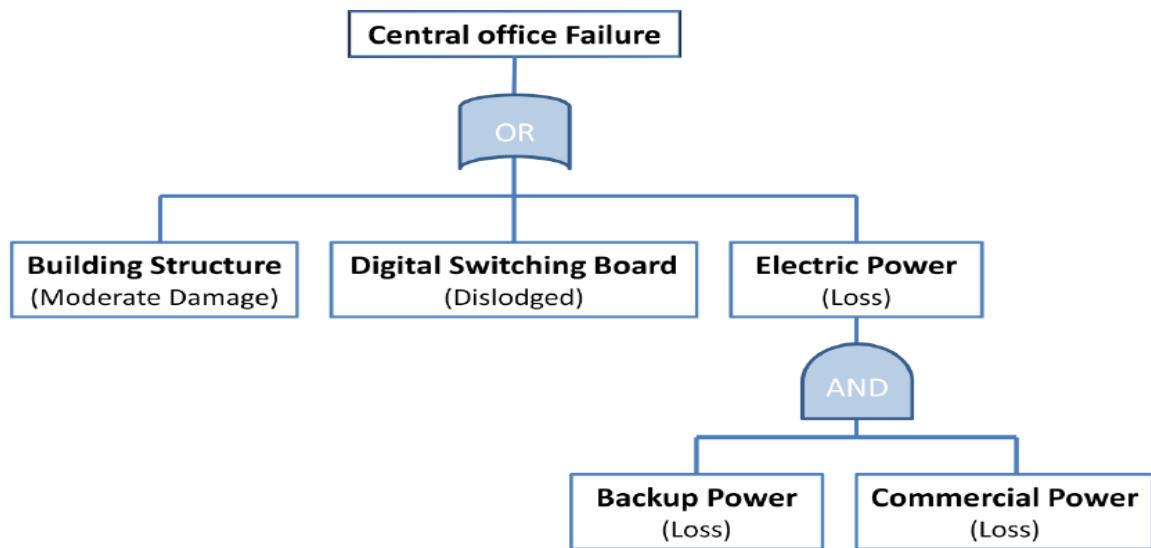 Central office Failure
OR
Building Structure
(Moderate Damage)
Digital Switching Board
(Dislodged)
Electric Power
(Loss)
AND
Backup Power
(Loss)
Commercial Power
(Loss)